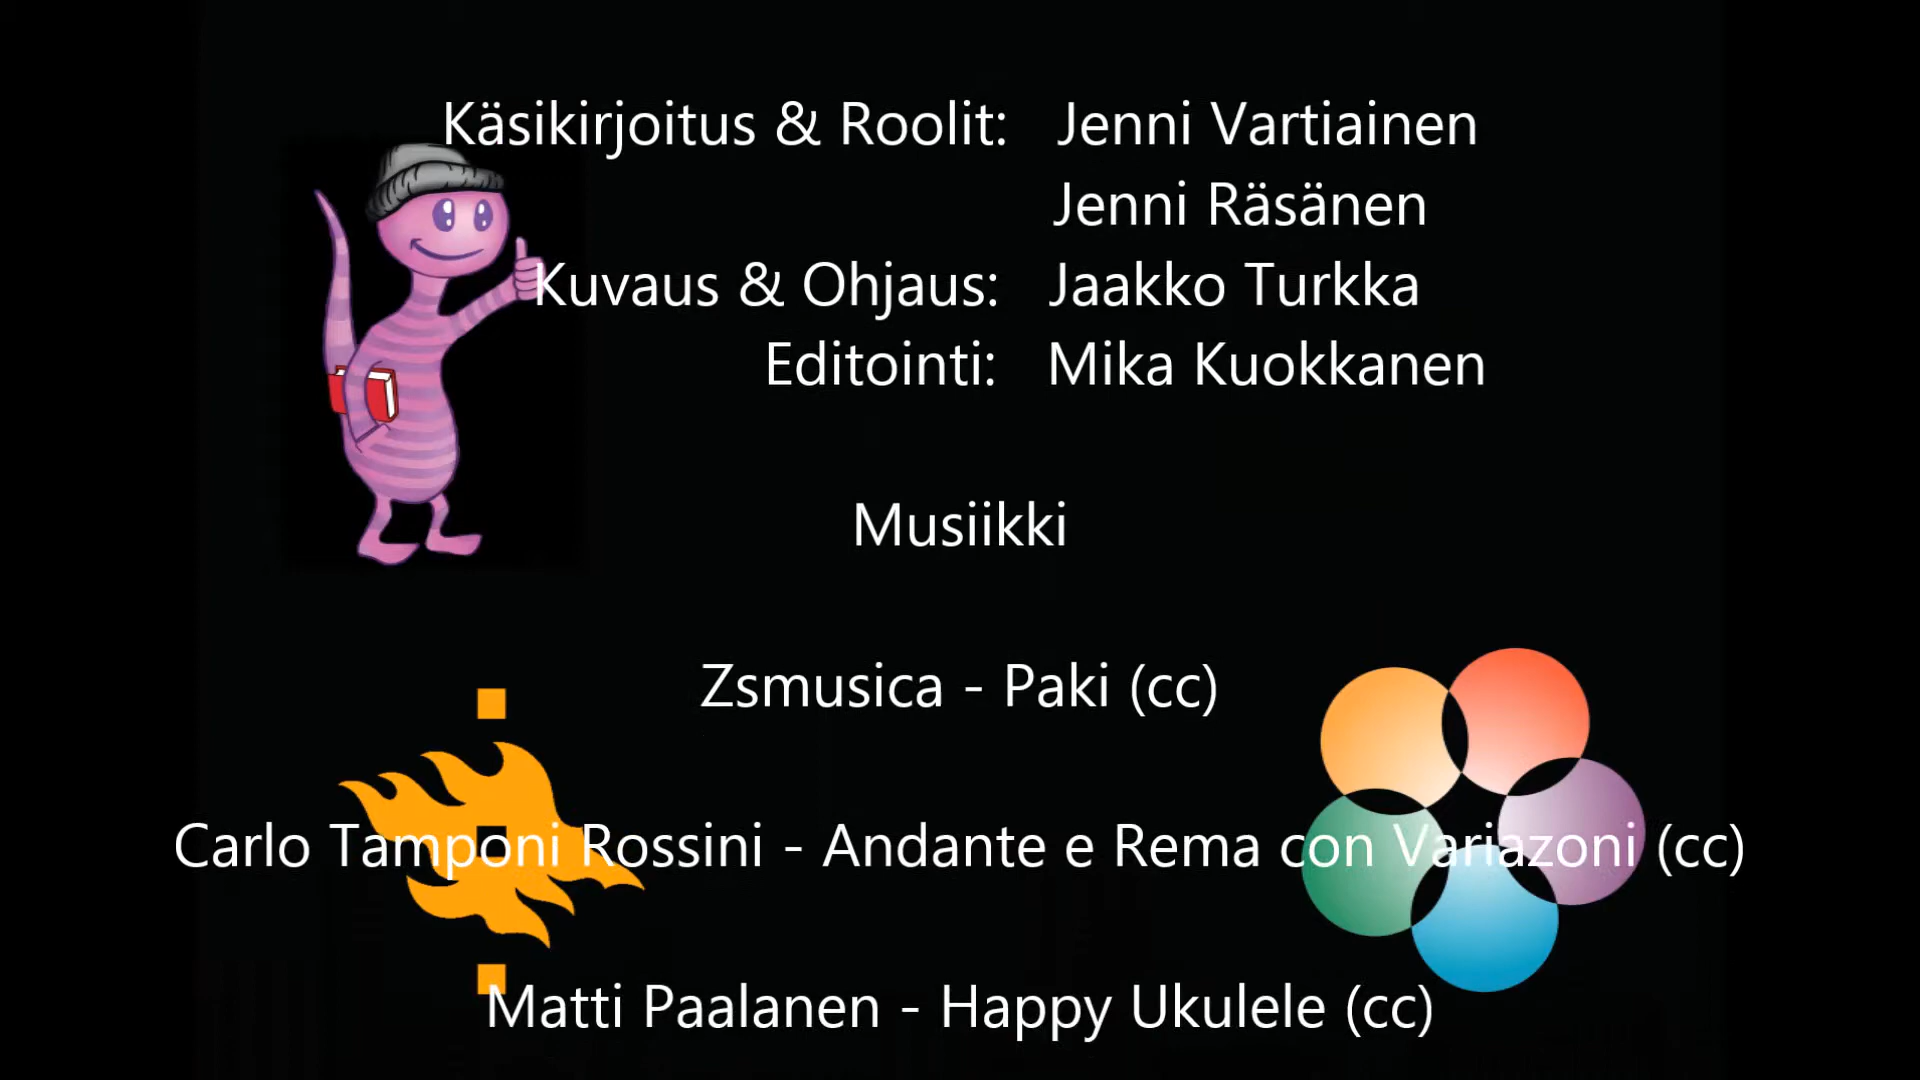 Käsikirjoitus & Roolit: Jenni Vartiainen
Jenni Räsänen
Kuvaus & Ohjaus: Jaakko Turkka
Editointi: Mika Kuokkanen
Musiikki
Zsmusica - Paki (cc)
Carlo Tamponi Rossini - Andante e Rema con Variazoni (cc)
Matti Paalanen - Happy Ukulele (cc)